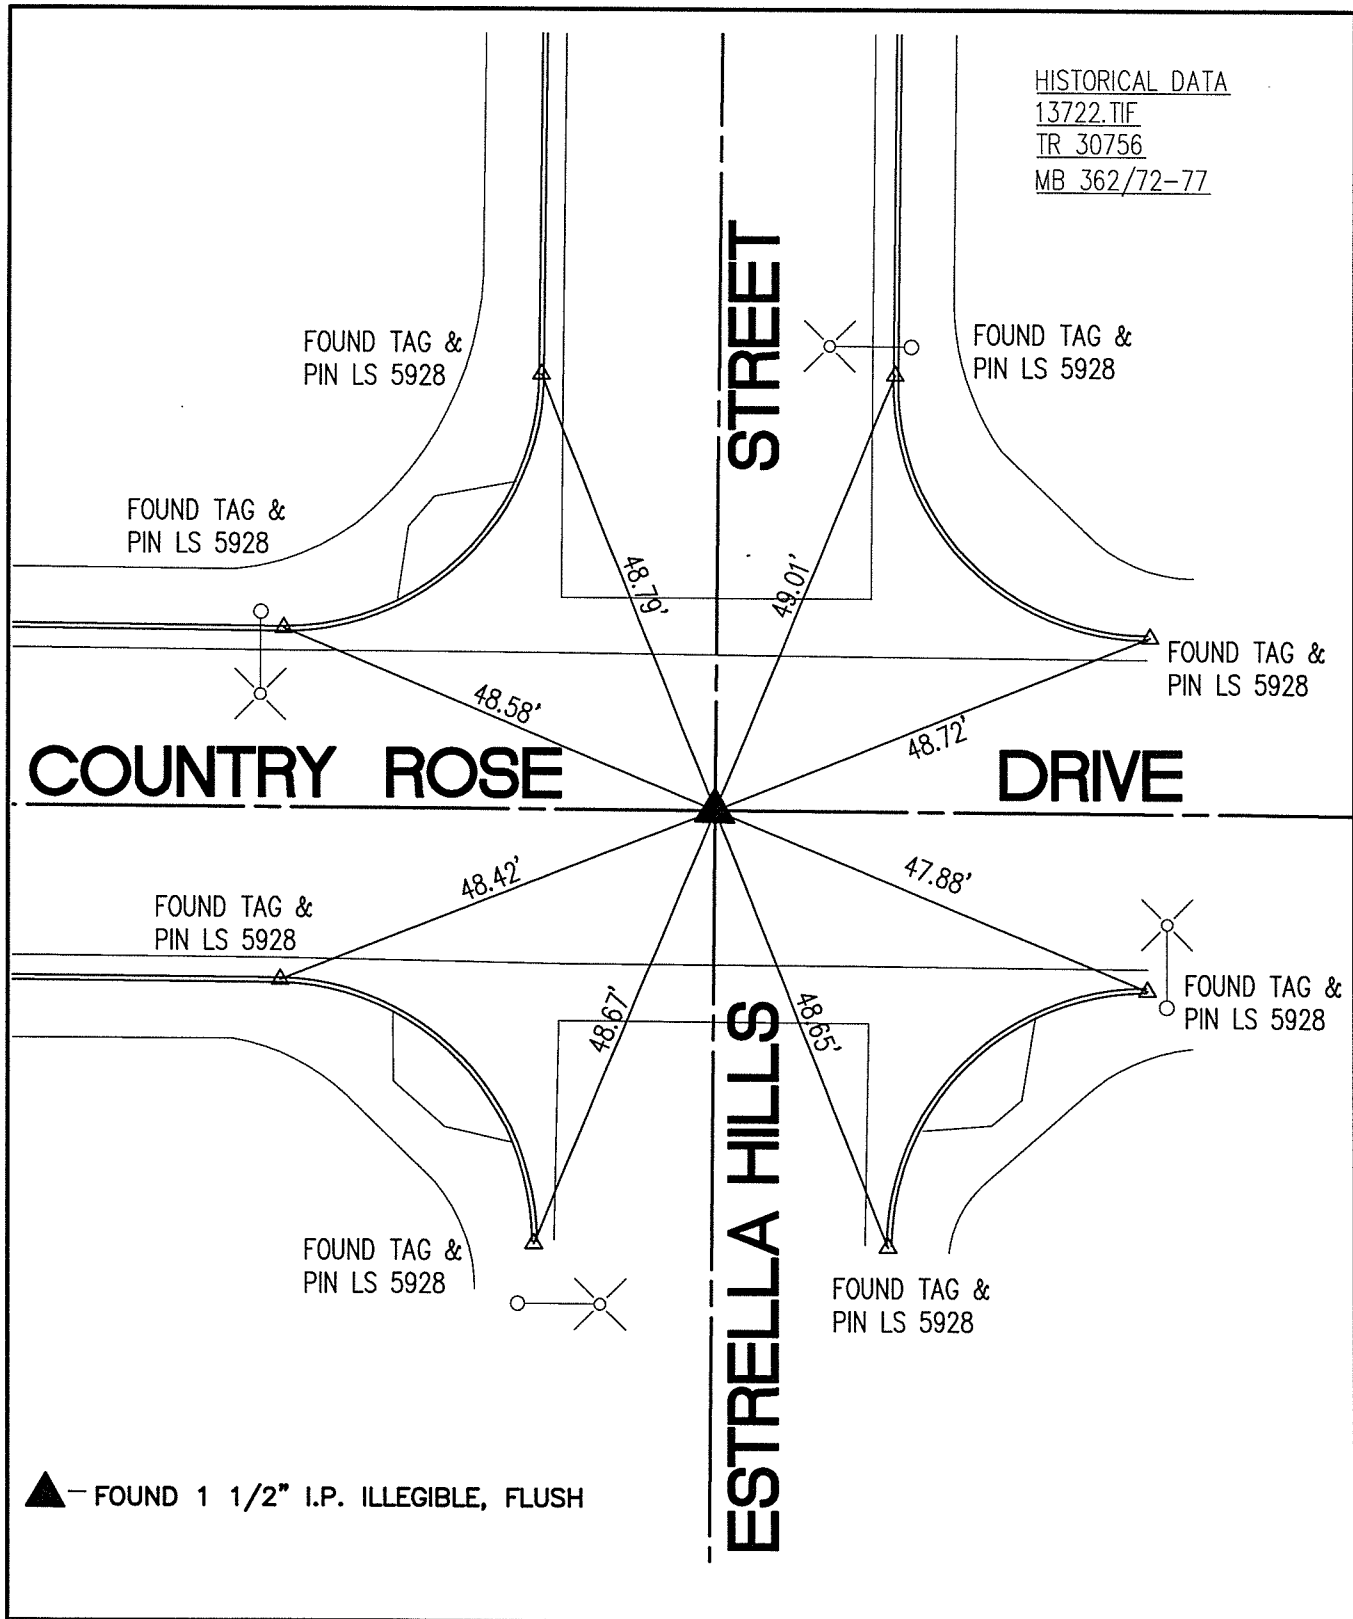 HISTORICAL DATA
13722.TIF
TR 30756
MB 362/72-77
STREET
FOUND TAG &
PIN LS 5928
FOUND TAG &
PIN LS 5928
FOUND TAG &
PIN LS 5928
48.79'
49.01'
FOUND TAG &
PIN LS 5928
48.58'
48.72'
COUNTRY ROSE DRIVE
48.42'
47.88'
FOUND TAG &
PIN LS 5928
FOUND TAG &
PIN LS 5928
48.67'
48.65'
ESTRELLA HILLS
FOUND TAG &
PIN LS 5928
FOUND TAG &
PIN LS 5928
- FOUND 1 1/2" I.P. ILLEGIBLE, FLUSH